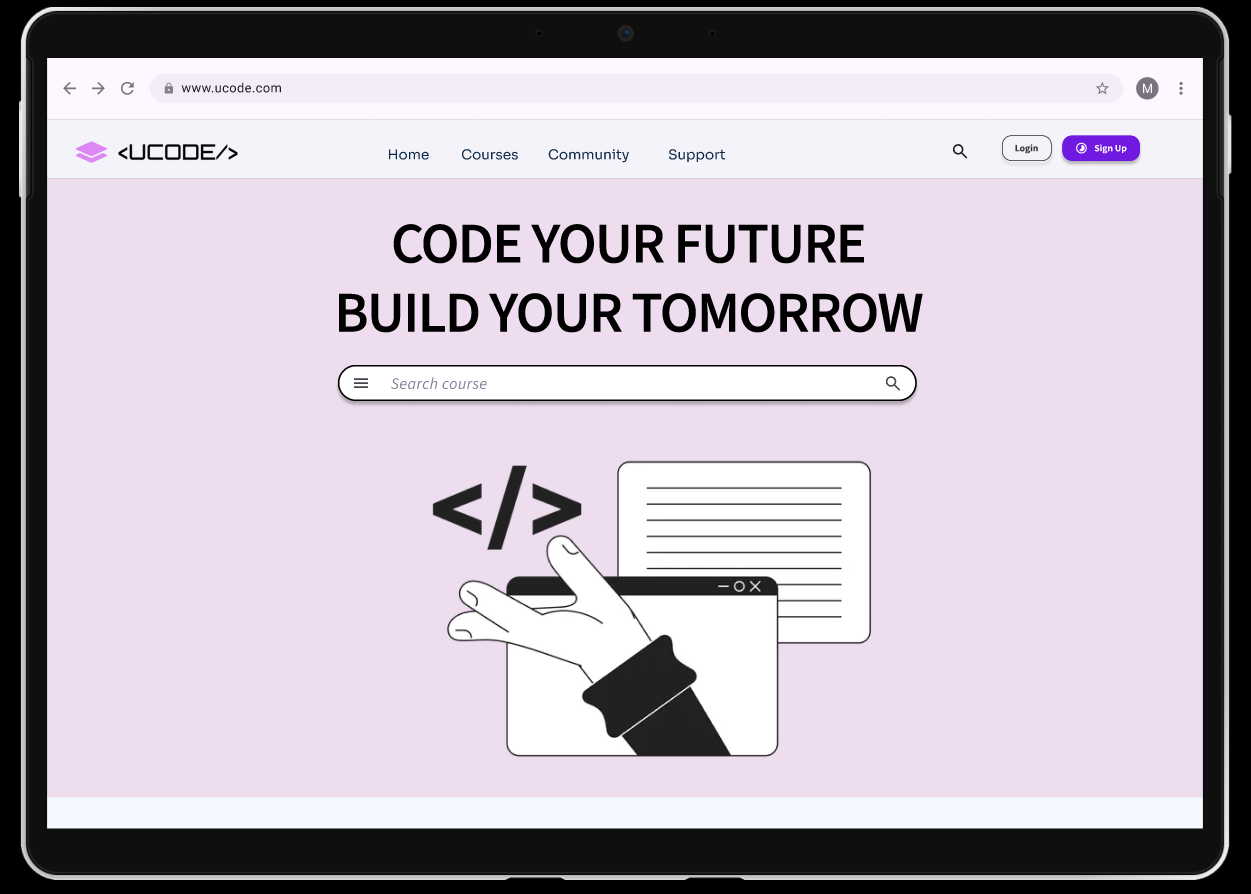 www.ucode.com
M
<UCODE/>
Home Courses Community Support
Login
Sign Up
CODE YOUR FUTURE
BUILD YOUR TOMORROW
Search course
</>